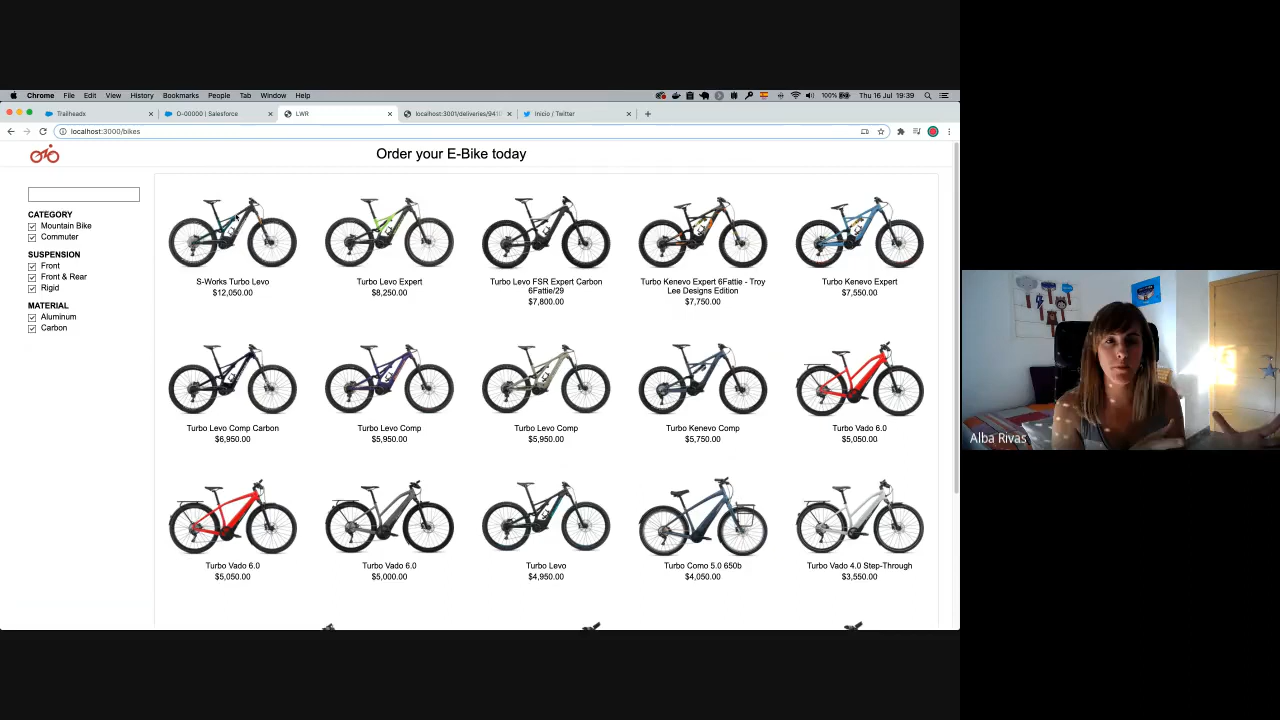 Chrome File Edit View History Bookmarks People Tab Window Help 100% Thu 16 Jul 19:39
Trailheadx D-00000 | Salesforce LWR localhost:3001/deliveries/9410 Inicio / Twitter
localhost:3000/bikes
Order your E-Bike today
CATEGORY
Mountain Bike
Commuter
SUSPENSION
Front
Front & Rear
Rigid
MATERIAL
Aluminum
Carbon
S-Works Turbo Levo
$12,050.00
Turbo Levo Expert
$8,250.00
Turbo Levo FSR Expert Carbon
6Fattie/29
$7,800.00
Turbo Kenevo Expert 6Fattie - Troy
Lee Designs Edition
$7,750.00
Turbo Kenevo Expert
$7,550.00
Turbo Levo Comp Carbon
$6,950.00
Turbo Levo Comp
$5,950.00
Turbo Levo Comp
$5,950.00
Turbo Kenevo Comp
$5,750.00
Turbo Vado 6.0
$5,050.00
Turbo Vado 6.0
$5,050.00
Turbo Vado 6.0
$5,000.00
Turbo Levo
$4,950.00
Turbo Como 5.0 650b
$4,050.00
Turbo Vado 4.0 Step-Through
$3,550.00
Alba Rivas